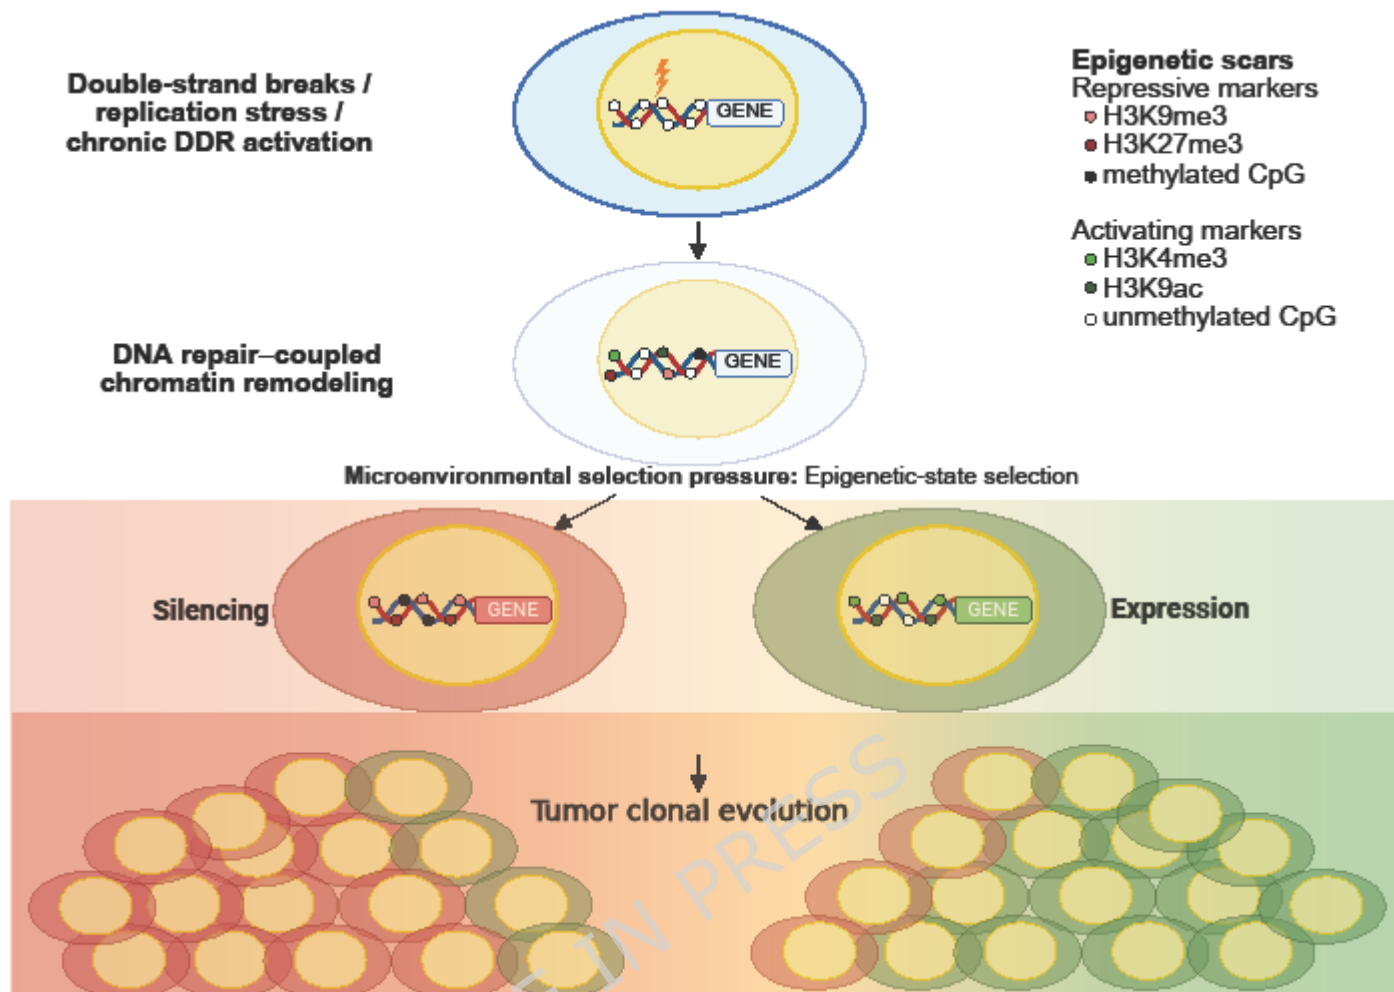 Double-strand breaks /
replication stress /
chronic DDR activation
GENE
Epigenetic scars
Repressive markers
H3K9me3
H3K27me3
methylated CpG
Activating markers
H3K4me3
H3K9ac
unmethylated CpG
DNA repair–coupled
chromatin remodeling
GENE
Microenvironmental selection pressure: Epigenetic-state selection
Silencing
GENE
GENE
Expression
Tumor clonal evolution
E IN PRESS